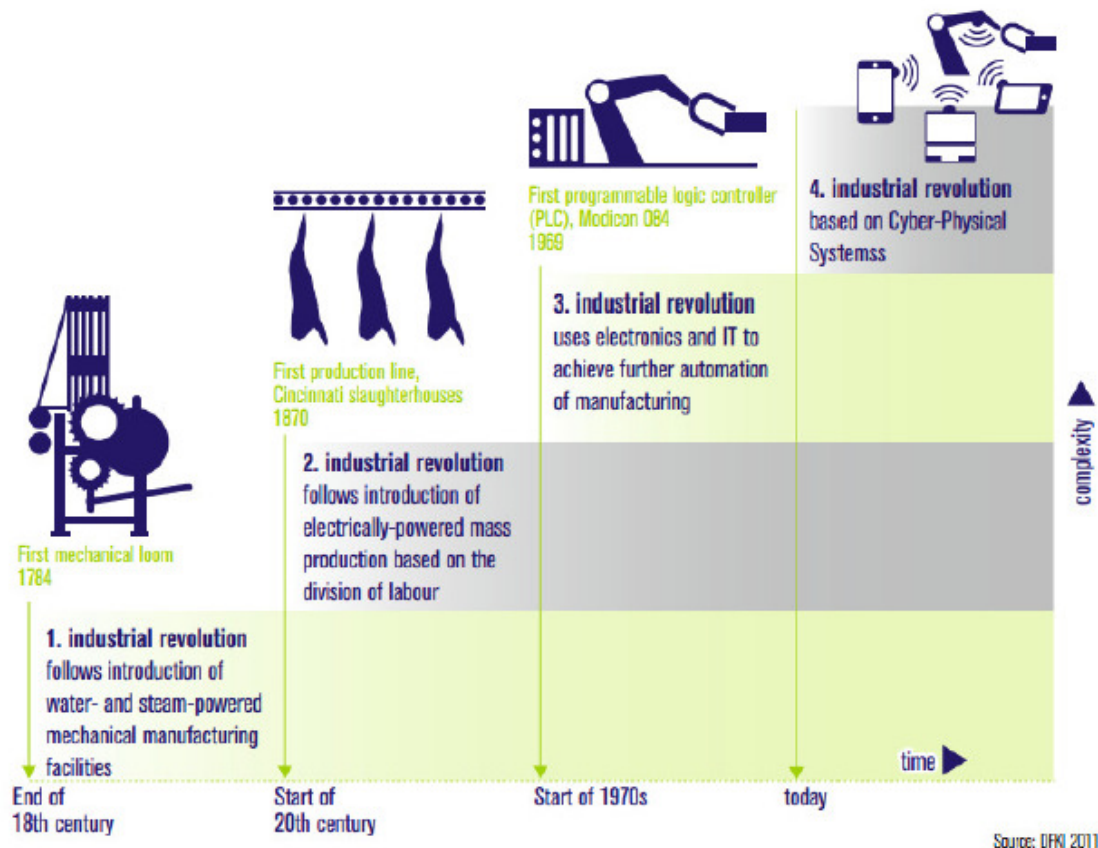 First mechanical loom
1784
1. industrial revolution
follows introduction of
water- and steam-powered
mechanical manufacturing
facilities
End of
18th century
First production line,
Cincinnati slaughterhouses
1870
2. industrial revolution
follows introduction of
electrically-powered mass
production based on the
division of labour
Start of
20th century
First programmable logic controller
(PLC), Modicon 084
1969
3. industrial revolution
uses electronics and IT to
achieve further automation
of manufacturing
Start of 1970s
4. industrial revolution
based on Cyber-Physical
Systemss
today
time
complexity
Source: DFKI 2011